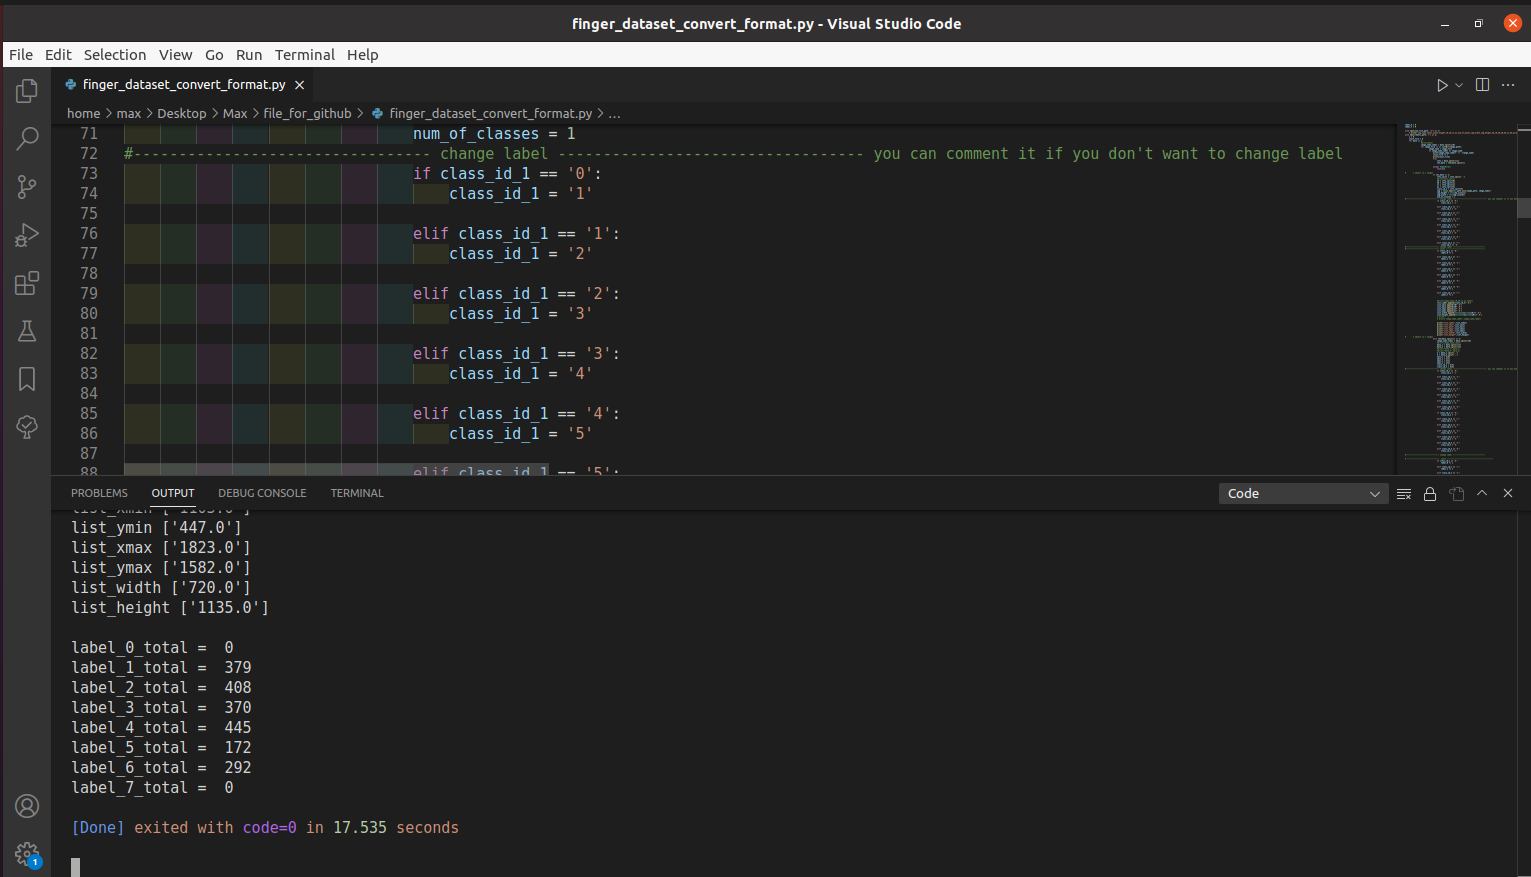 finger_dataset_convert_format.py - Visual Studio Code
File Edit Selection View Go Run Terminal Help
finger_dataset_convert_format.py
home > max > Desktop > Max > file_for_github > finger_dataset_convert_format.py > ...
71 num_of_classes = 1
72 #--------------------------------- change label ---------------------------------- you can comment it if you don't want to change label
73 if class_id_1 == '0':
74 class_id_1 = '1'
75
76 elif class_id_1 == '1':
77 class_id_1 = '2'
78
79 elif class_id_1 == '2':
80 class_id_1 = '3'
81
82 elif class_id_1 == '3':
83 class_id_1 = '4'
84
85 elif class_id_1 == '4':
86 class_id_1 = '5'
87
88 elif class_id_1 == '5':
PROBLEMS OUTPUT DEBUG CONSOLE TERMINAL
Code
list_xmin ['1103.0']
list_ymin ['447.0']
list_xmax ['1823.0']
list_ymax ['1582.0']
list_width ['720.0']
list_height ['1135.0']
label_0_total = 0
label_1_total = 379
label_2_total = 408
label_3_total = 370
label_4_total = 445
label_5_total = 172
label_6_total = 292
label_7_total = 0
[Done] exited with code=0 in 17.535 seconds
1